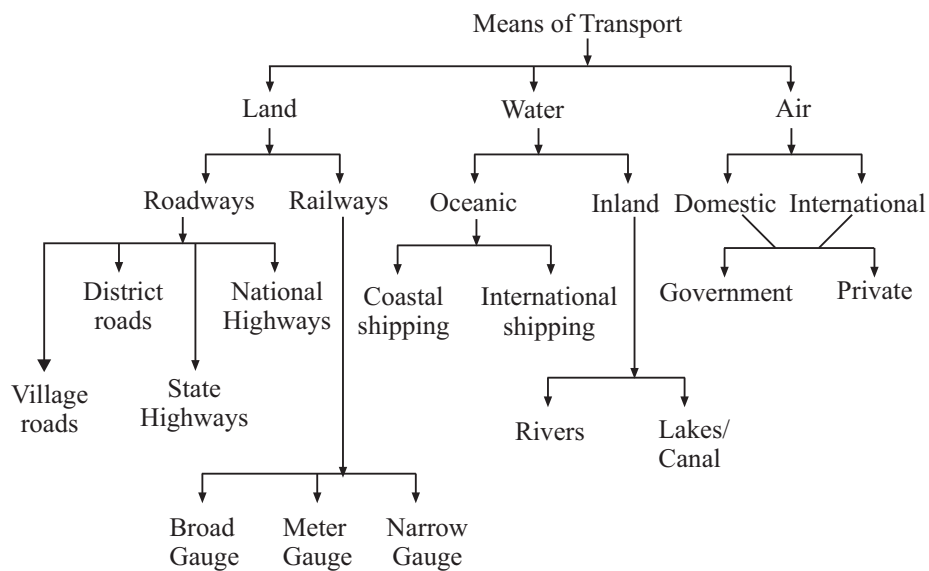 Means of Transport
Land Water Air
Roadways Railways Oceanic Inland Domestic International
District
roads
National
Highways
Coastal
shipping
International
shipping
Government Private
Village
roads
State
Highways
Rivers
Lakes/
Canal
Broad
Gauge
Meter
Gauge
Narrow
Gauge